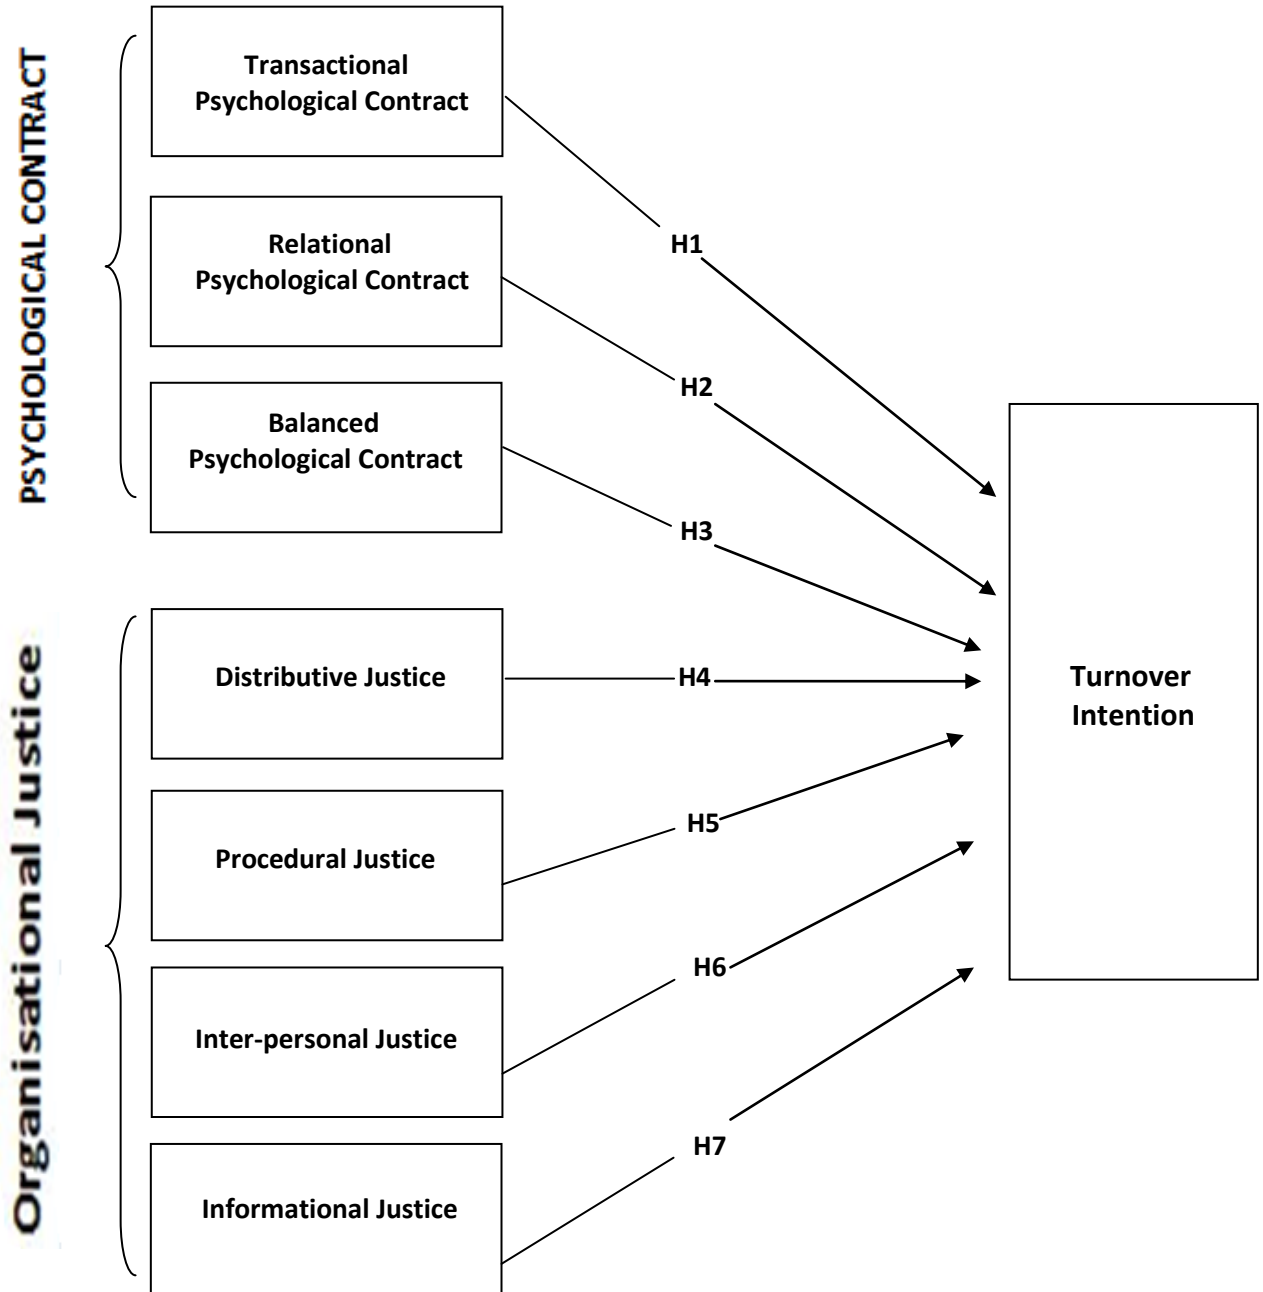 PSYCHOLOGICAL CONTRACT
Transactional
Psychological Contract
H1
Relational
Psychological Contract
H2
Balanced
Psychological Contract
H3
Organisational Justice
Distributive Justice
H4
Turnover
Intention
Procedural Justice
H5
Inter-personal Justice
H6
Informational Justice
H7